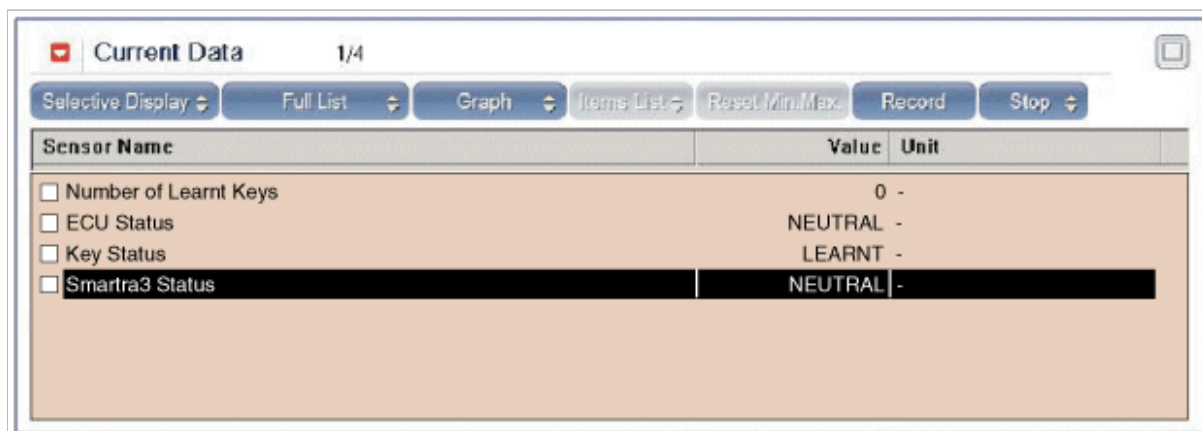 Current Data 1/4
Selective Display Full List Graph Items List Reset Min.Max. Record Stop
Sensor Name Value Unit
Number of Learnt Keys 0 -
ECU Status NEUTRAL -
Key Status LEARNT -
Smartra3 Status NEUTRAL -